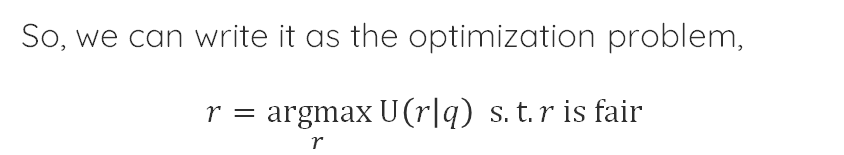 So, we can write it as the optimization problem,
r = argmax U(r|q) s. t. r is fair
r